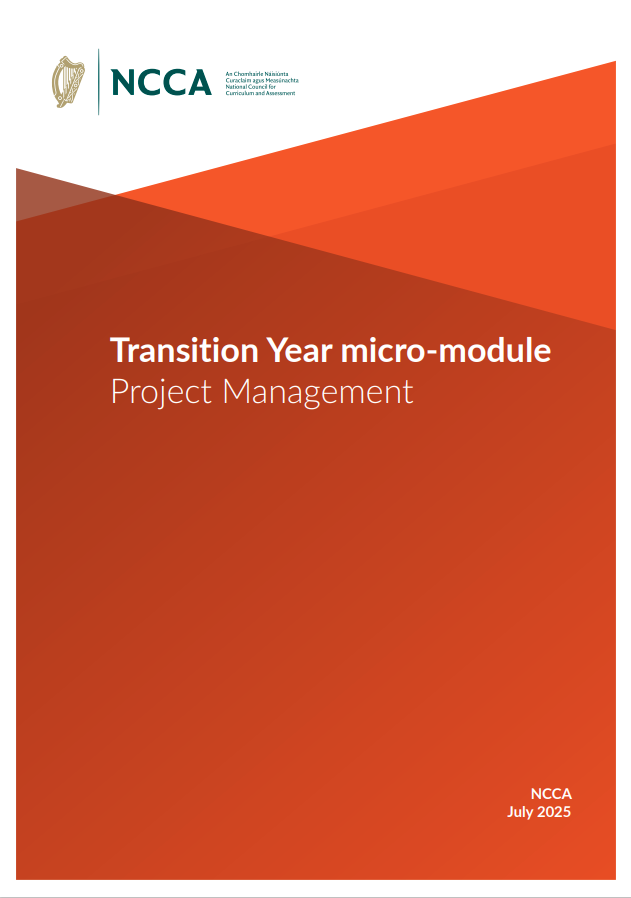 NCCA
An Chomhairle Náisiúnta
Curaclaim agus Measúnachta
National Council for
Curriculum and Assessment
Transition Year micro-module
Project Management
NCCA
July 2025